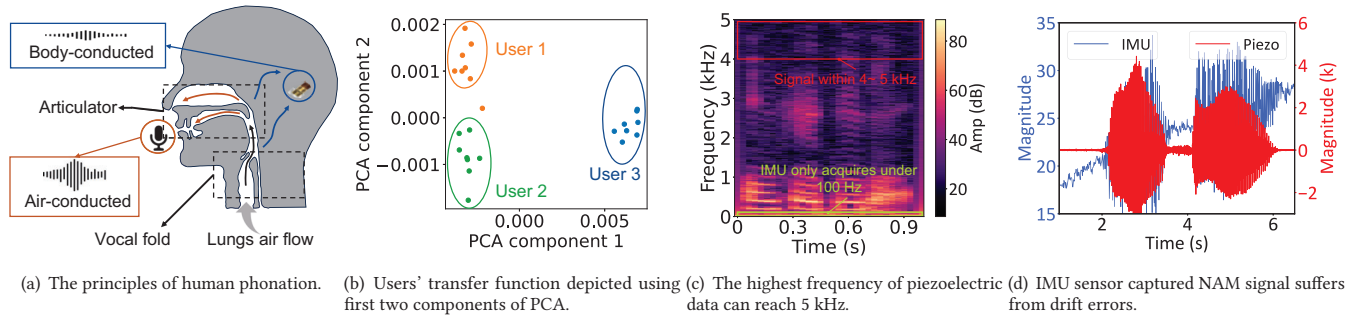 Body-conducted
Articulator
Air-conducted
Vocal fold
Lungs air flow
(a) The principles of human phonation.
0.002
0.001
0.000
−0.001
PCA component 2
User 1
User 2
User 3
0.000
0.005
PCA component 1
(b) Users' transfer function depicted using
first two components of PCA.
5
4
3
2
1
0
Frequency (kHz)
Signal within 4~ 5 kHz
IMU only acquires under
100 Hz
0
0.3
0.6
0.9
Time (s)
80
60
40
20
Amp (dB)
(c) The highest frequency of piezoelectric
data can reach 5 kHz.
35
30
25
20
15
Magnitude
IMU
Piezo
2
4
6
Time (s)
6
4
2
0
−2
Magnitude (k)
(d) IMU sensor captured NAM signal suffers
from drift errors.